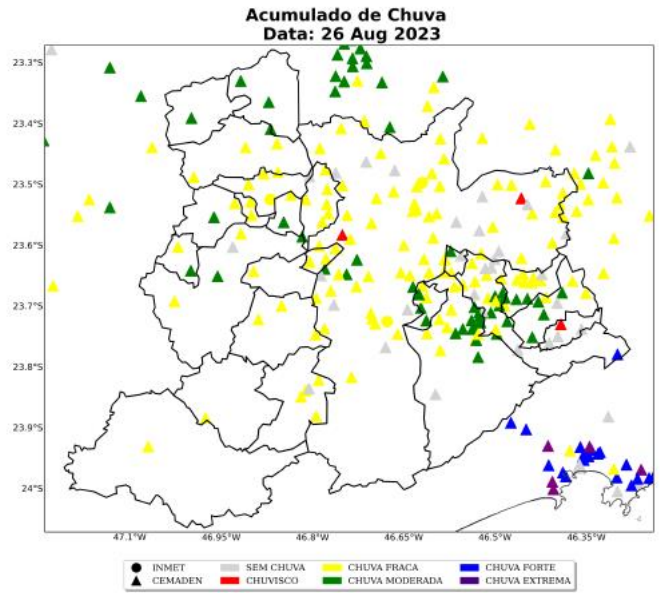 Acumulado de Chuva
Data: 26 Aug 2023
23.3°S
23.4°S
23.5°S
23.6°S
23.7°S
23.8°S
23.9°S
24°S
47.1°W
46.95°W
46.8°W
46.65°W
46.5°W
46.35°W
INMET
SEM CHUVA
CHUVA FRACA
CHUVA FORTE
CEMADEN
CHUVISCO
CHUVA MODERADA
CHUVA EXTREMA